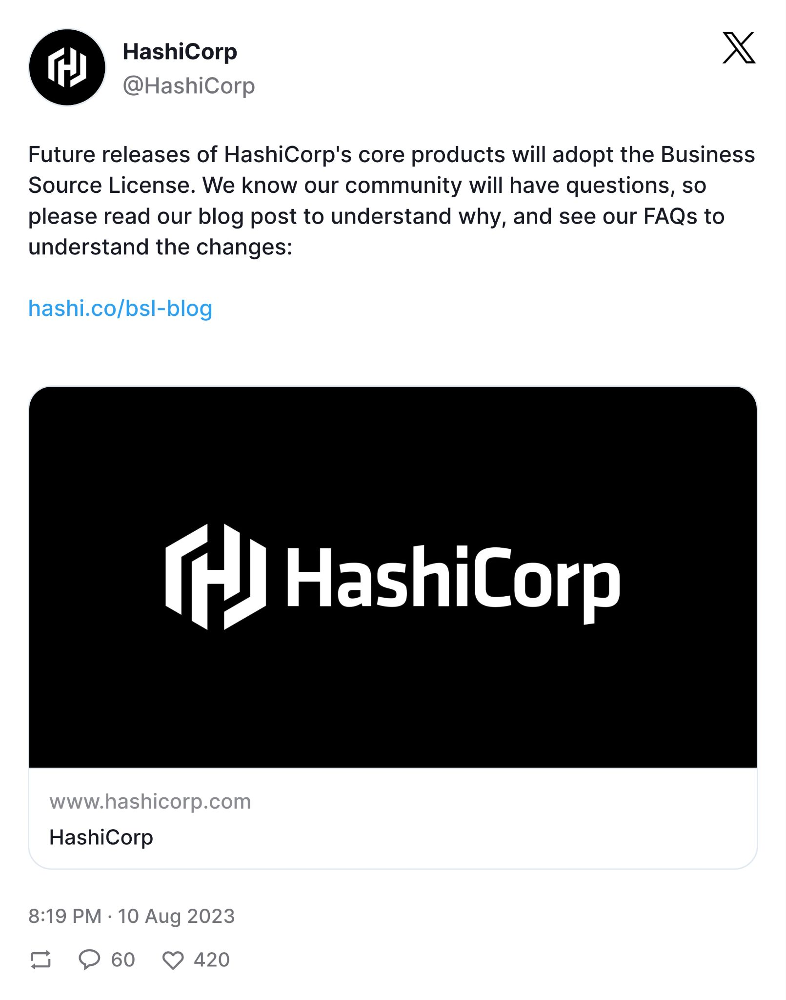 HashiCorp
@HashiCorp
Future releases of HashiCorp's core products will adopt the Business
Source License. We know our community will have questions, so
please read our blog post to understand why, and see our FAQs to
understand the changes:
hashi.co/bsl-blog
HashiCorp
www.hashicorp.com
HashiCorp
8:19 PM · 10 Aug 2023
60 420